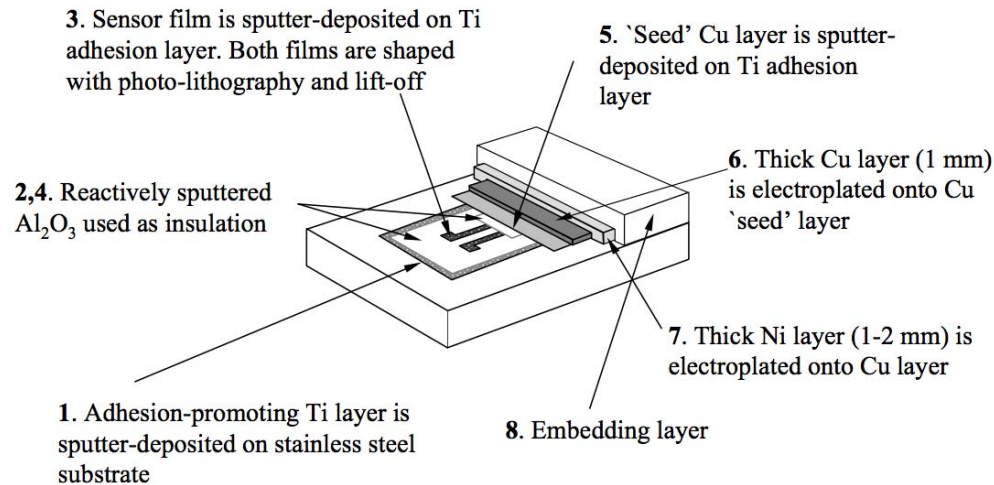 3. Sensor film is sputter-deposited on Ti
adhesion layer. Both films are shaped
with photo-lithography and lift-off
5. `Seed’ Cu layer is sputter-
deposited on Ti adhesion
layer
6. Thick Cu layer (1 mm)
is electroplated onto Cu
`seed’ layer
2,4. Reactively sputtered
Al₂O₃ used as insulation
7. Thick Ni layer (1-2 mm) is
electroplated onto Cu layer
1. Adhesion-promoting Ti layer is
sputter-deposited on stainless steel
substrate
8. Embedding layer